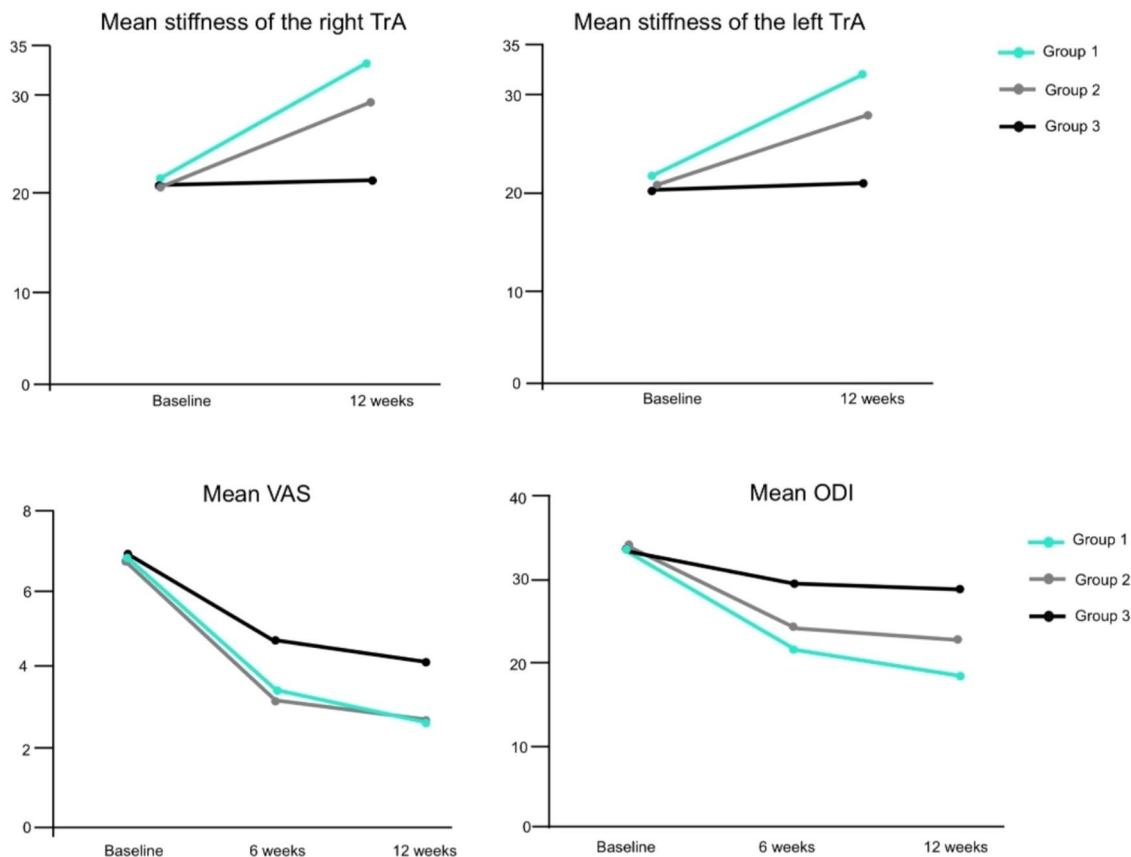 Mean stiffness of the right TrA
35
30
20
10
0
Baseline 12 weeks
Mean stiffness of the left TrA
35
30
20
10
0
Baseline 12 weeks
Group 1
Group 2
Group 3
Mean VAS
8
6
4
2
0
Baseline 6 weeks 12 weeks
Mean ODI
40
30
20
10
0
Baseline 6 weeks 12 weeks
Group 1
Group 2
Group 3